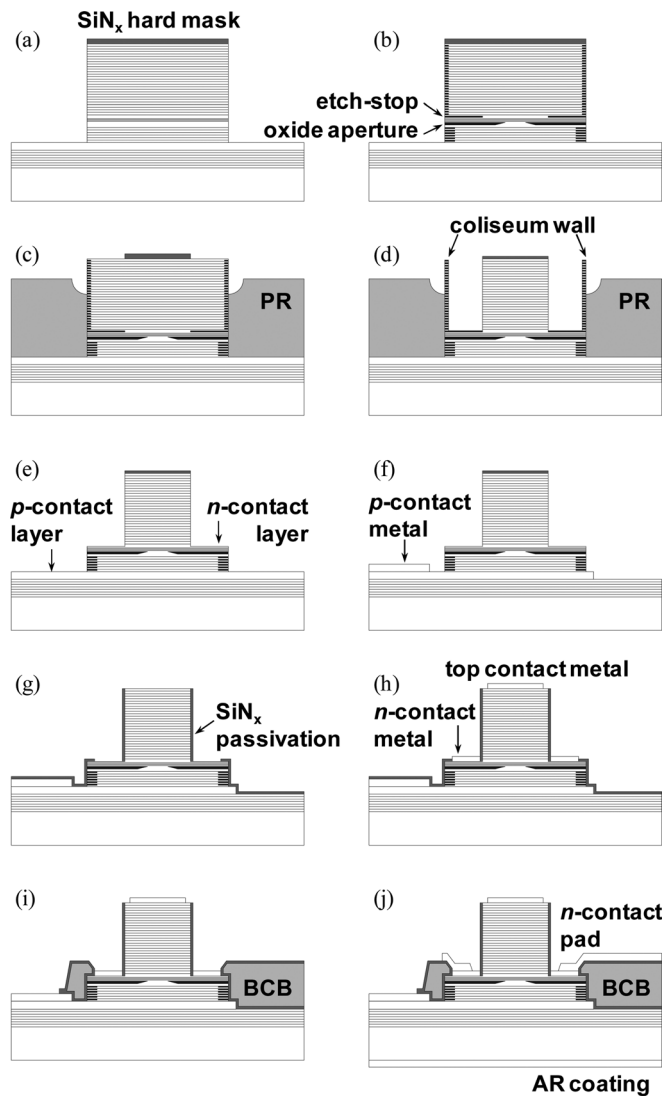 (a)
SiNx hard mask
(b)
etch-stop
oxide aperture
(c)
PR
(d)
coliseum wall
PR
(e)
p-contact
layer
n-contact
layer
(f)
p-contact
metal
(g)
SiNx
passivation
(h)
top contact metal
n-contact
metal
(i)
BCB
(j)
n-contact
pad
BCB
AR coating